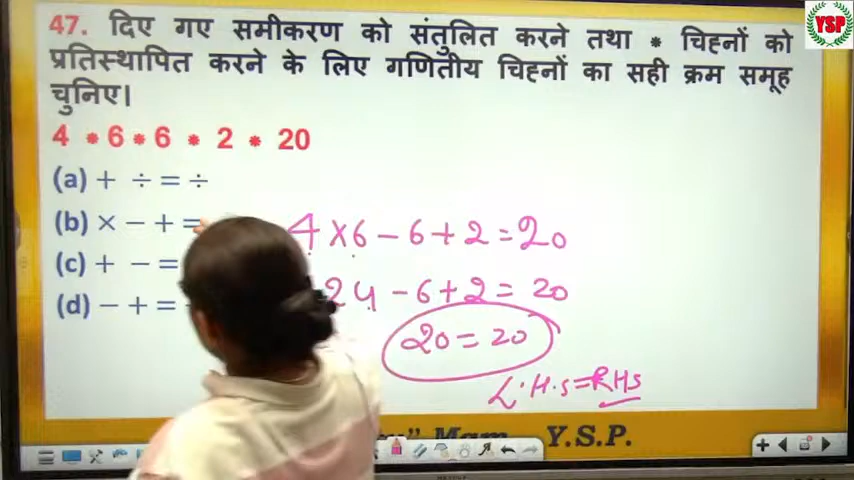 YSP
47. दिए गए समीकरण को संतुलित करने तथा * चिह्नों को
प्रतिस्थापित करने के लिए गणितीय चिह्नों का सही क्रम समूह
चुनिए।
4 * 6 * 6 * 2 * 20
(a) + ÷ = ÷
(b) × − + =
(c) + − =
(d) − + =
4 × 6 − 6 + 2 = 20
24 − 6 + 2 = 20
20 = 20
L.H.S = RHS
Mam Y.S.P.